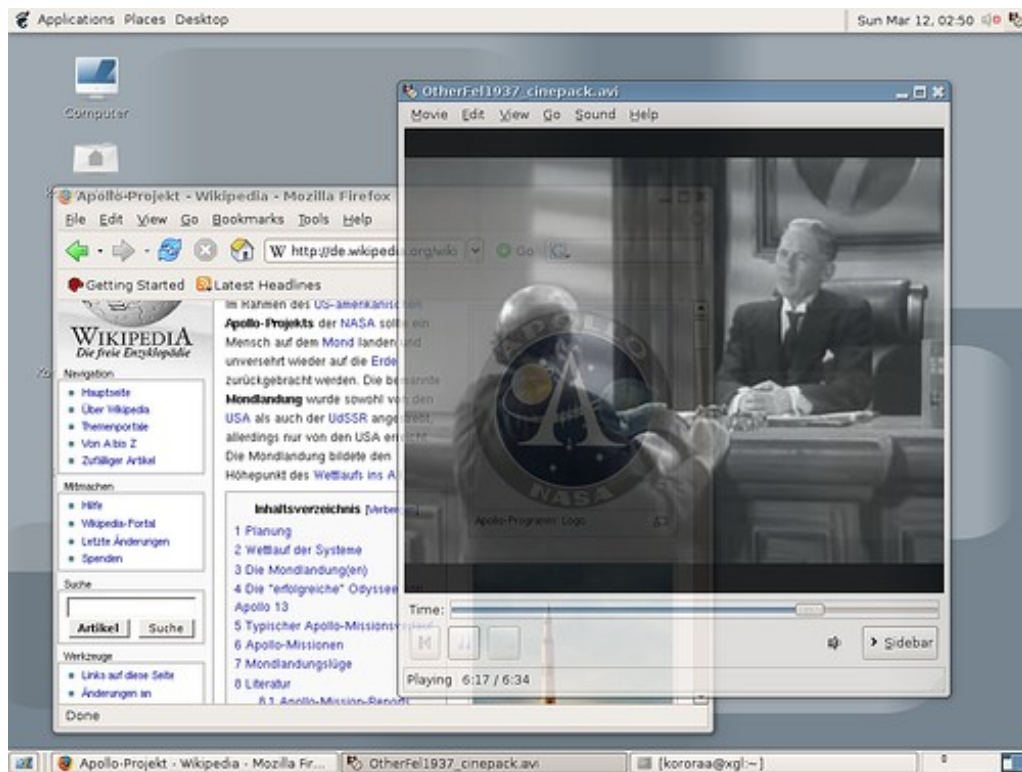 Applications Places Desktop
Sun Mar 12, 02:50
Computer
OtherFel1937_cinepack.avi
Movie Edit View Go Sound Help
Apollo-Projekt - Wikipedia - Mozilla Firefox
File Edit View Go Bookmarks Tools Help
W http://de.wikipedia.org/wiki
Go
Getting Started Latest Headlines
WIKIPEDIA
Die freie Enzyklopädie
Navigation
Hauptseite
Über Wikipedia
Themenportale
Von A bis Z
Zufälliger Artikel
Mitmachen
Hilfe
Wikipedia-Portal
Letzte Änderungen
Spenden
Suche
Artikel Suche
Werkzeuge
Links auf diese Seite
Änderungen an
Im Rahmen des US-amerikanischen
Apollo-Projekts der NASA sollte ein
Mensch auf dem Mond landen und
unversehrt wieder auf die Erde
zurückgebracht werden. Die bemannte
Mondlandung wurde sowohl von den
USA als auch der UdSSR angestrebt,
allerdings nur von den USA erreicht.
Die Mondlandung bildete den
Höhepunkt des Wettlaufs ins
Inhaltsverzeichnis
1 Planung
2 Wettlauf der Systeme
3 Die Mondlandung(en)
4 Die "erfolgreiche" Odyssee
Apollo 13
5 Typischer Apollo-Missionsverlauf
6 Apollo-Missionen
7 Mondlandungslüge
8 Literatur
8.1 Apollo-Mission-Reports
APOLLO
NASA
Apollo-Programm Logo
Done
Time:
Sidebar
Playing 6:17 / 6:34
Apollo-Projekt - Wikipedia - Mozilla Fir...
OtherFel1937_cinepack.avi
[kororaa@xgl:~]